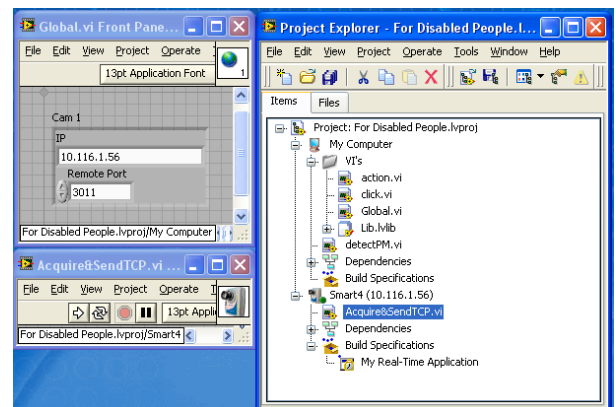 Global.vi Front Pane...
File Edit View Project Operate
13pt Application Font
1
Cam 1
IP
10.116.1.56
Remote Port
3011
For Disabled People.lvproj/My Computer
Acquire&SendTCP.vi ...
File Edit View Project Operate
13pt Appli
For Disabled People.lvproj/Smart4
Project Explorer - For Disabled People.l...
File Edit View Project Operate Tools Window Help
Items Files
Project: For Disabled People.lvproj
My Computer
VI's
action.vi
click.vi
Global.vi
Lib.lvlib
detectPM.vi
Dependencies
Build Specifications
Smart4 (10.116.1.56)
Acquire&SendTCP.vi
Dependencies
Build Specifications
My Real-Time Application